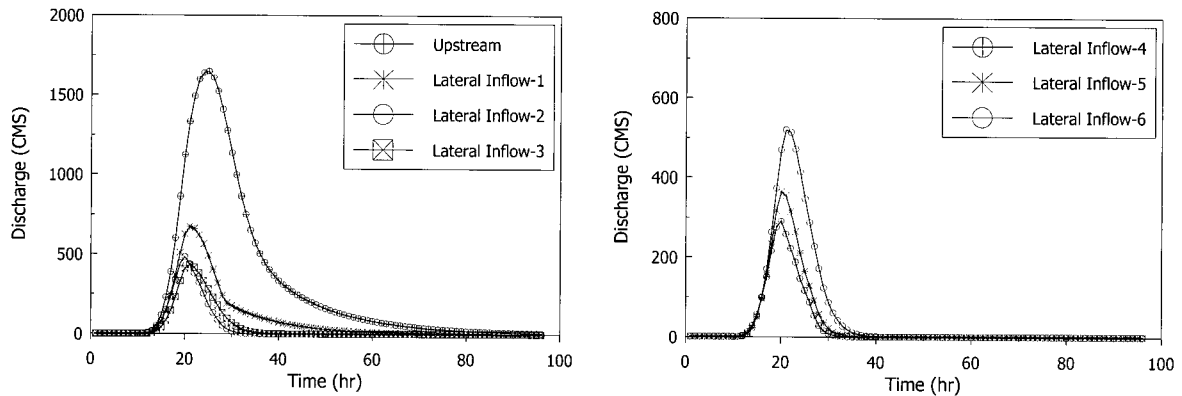 2000
1500
1000
500
0
Discharge (CMS)
Upstream
Lateral Inflow-1
Lateral Inflow-2
Lateral Inflow-3
0 20 40 60 80 100
Time (hr)
800
600
400
200
0
Discharge (CMS)
Lateral Inflow-4
Lateral Inflow-5
Lateral Inflow-6
0 20 40 60 80 100
Time (hr)